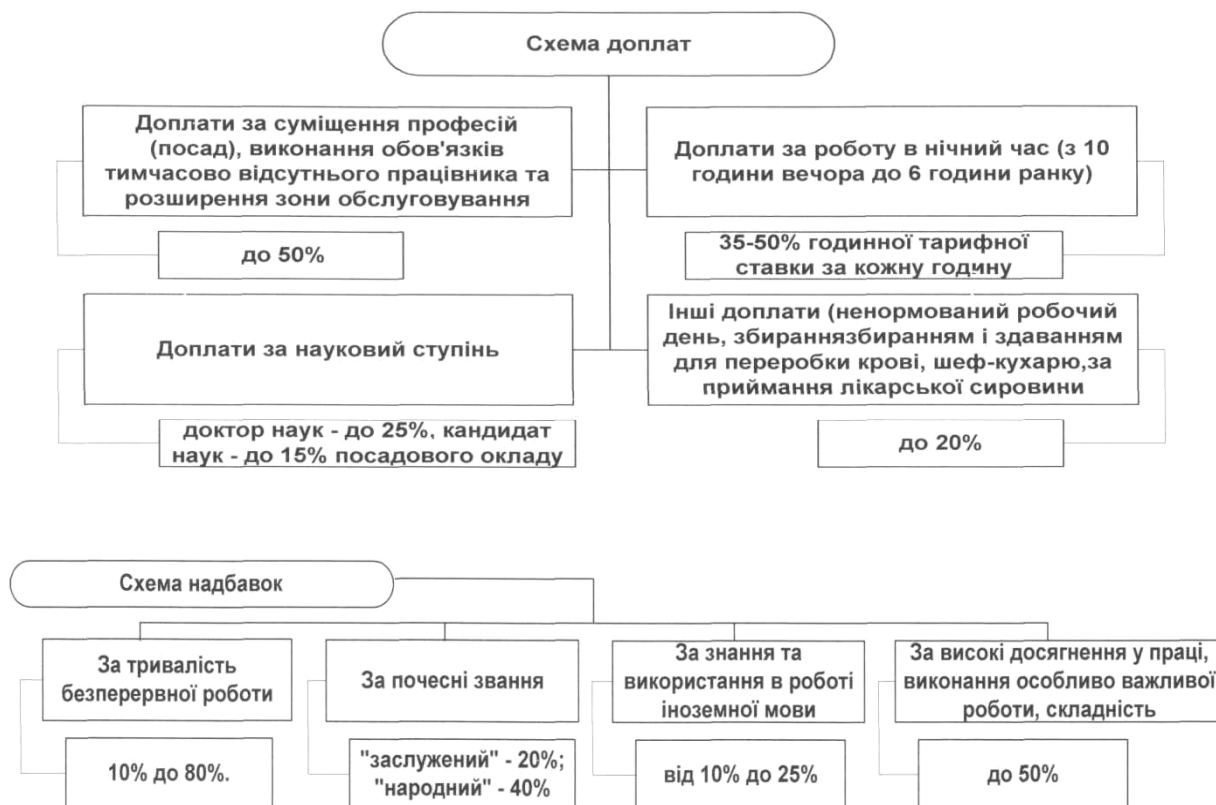 Схема доплат
Доплати за суміщення професій
(посад), виконання обов'язків
тимчасово відсутнього працівника та
розширення зони обслуговування
до 50%
Доплати за роботу в нічний час (з 10
години вечора до 6 години ранку)
35-50% годинної тарифної
ставки за кожну годину
Доплати за науковий ступінь
доктор наук - до 25%, кандидат
наук - до 15% посадового окладу
Інші доплати (ненормований робочий
день, збираннязбиранням і здаванням
для переробки крові, шеф-кухарю,за
приймання лікарської сировини
до 20%
Схема надбавок
За тривалість
безперервної роботи
10% до 80%.
За почесні звання
"заслужений" - 20%;
"народний" - 40%
За знання та
використання в роботі
іноземної мови
від 10% до 25%
За високі досягнення у праці,
виконання особливо важливої
роботи, складність
до 50%